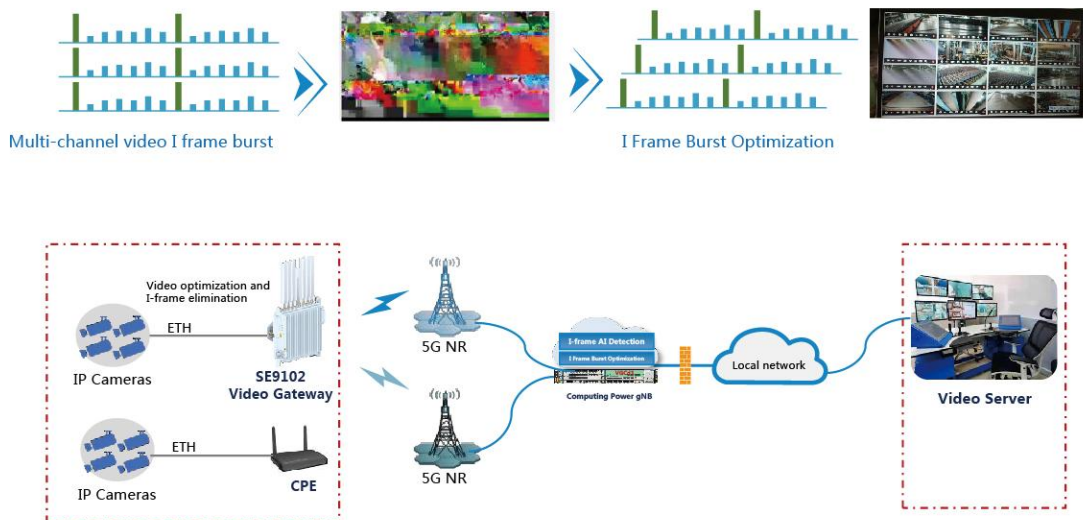 Multi-channel video I frame burst
I Frame Burst Optimization
Video optimization and
I-frame elimination
ETH
IP Cameras
SE9102
Video Gateway
5G NR
I-frame AI Detection
I Frame Burst Optimization
Computing Power gNB
Local network
Video Server
ETH
IP Cameras
CPE
5G NR